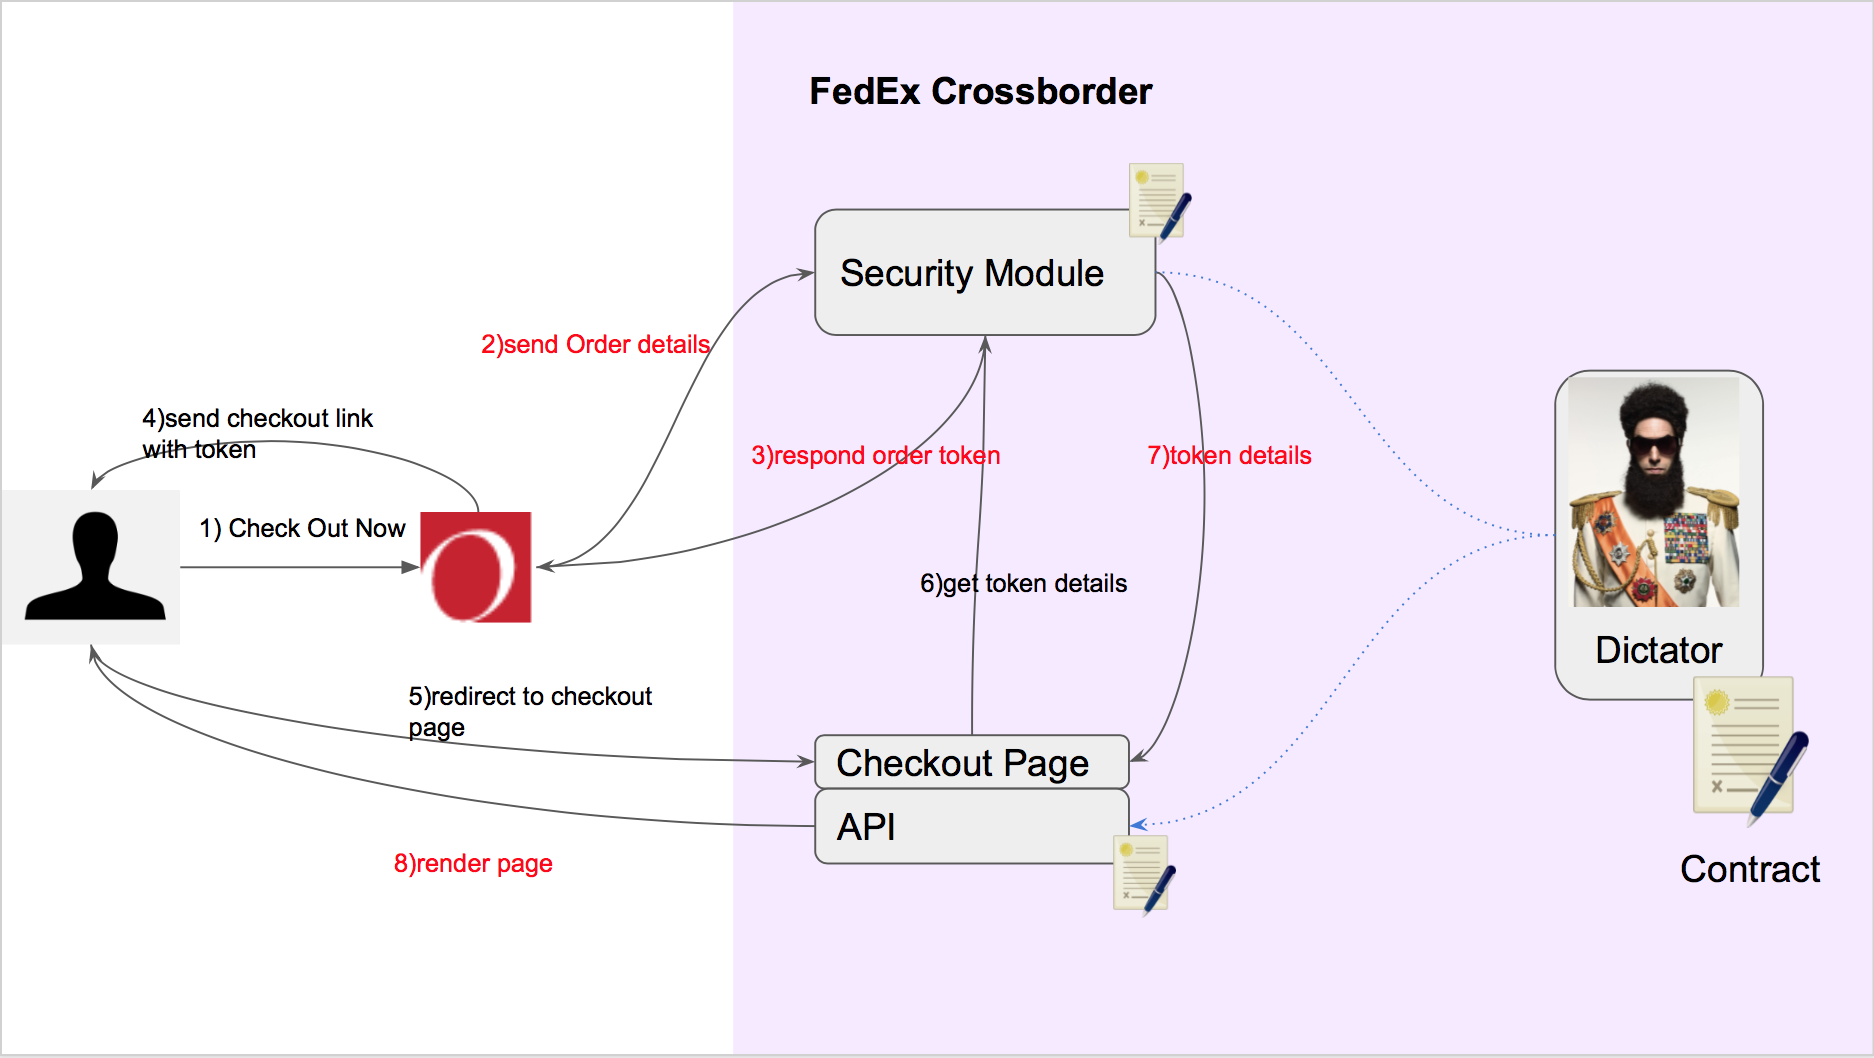 FedEx Crossborder
Security Module
2)send Order details
4)send checkout link
with token
3)respond order token
7)token details
1) Check Out Now
6)get token details
Dictator
5)redirect to checkout
page
Checkout Page
API
8)render page
Contract